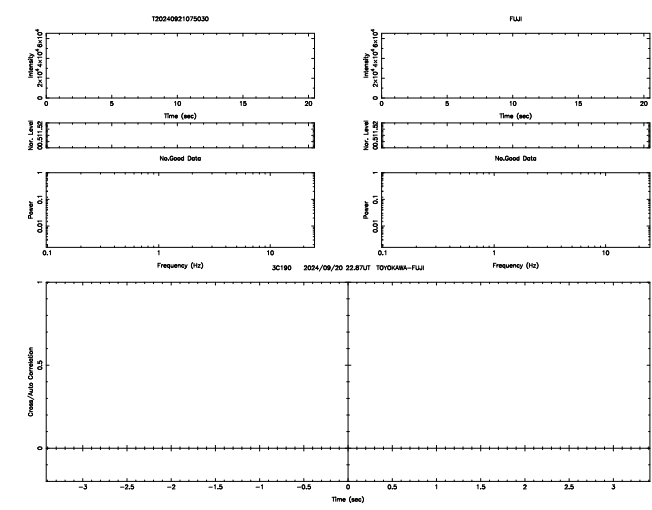 T20240921075030
FUJI
Intensity
0 2×10⁴ 4×10⁴ 6×10⁴
0 5 10 15 20
Time (sec)
Intensity
0 2×10⁴ 4×10⁴ 6×10⁴
0 5 10 15 20
Time (sec)
Nor. Level
00.511.52
No.Good Data
Nor. Level
00.511.52
No.Good Data
Power
0.01 0.1 1
0.1 1 10
Frequency (Hz)
Power
0.01 0.1 1
0.1 1 10
Frequency (Hz)
3C190 2024/09/20 22.87UT TOYOKAWA-FUJI
Cross/Auto Correlation
0 0.5 1
-3 -2.5 -2 -1.5 -1 -0.5 0 0.5 1 1.5 2 2.5 3
Time (sec)